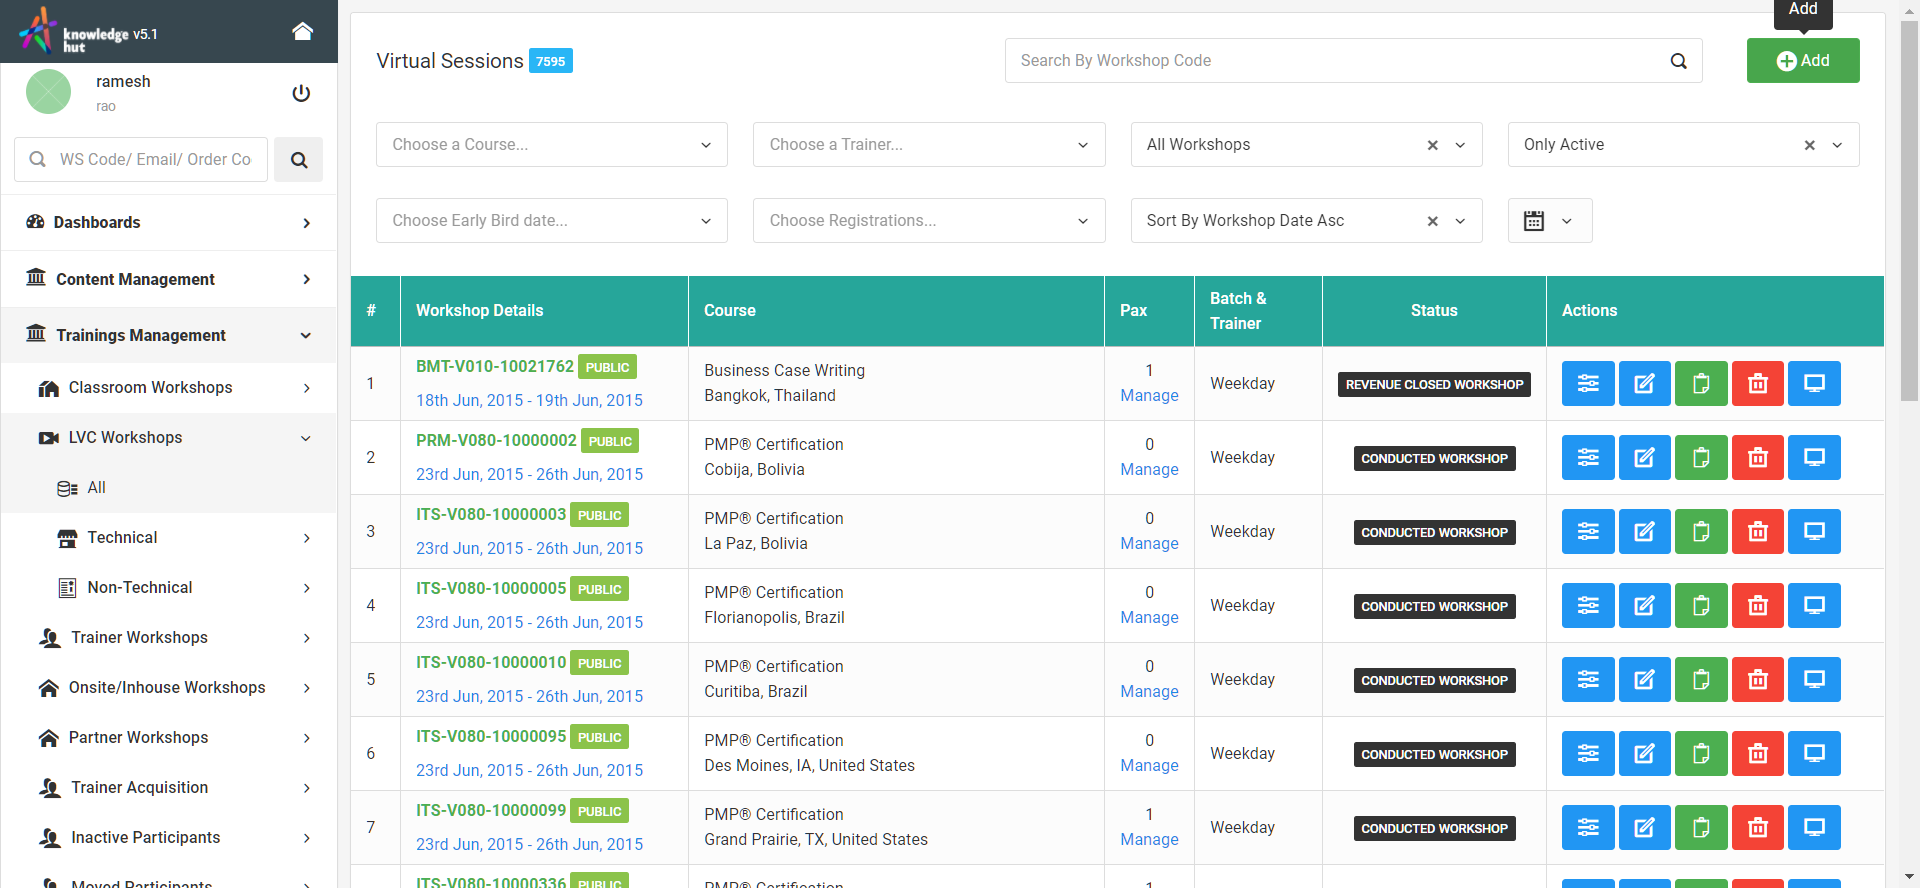 knowledge
hut
v5.1
ramesh
rao
WS Code/ Email/ Order Co
Dashboards
Content Management
Trainings Management
Classroom Workshops
LVC Workshops
All
Technical
Non-Technical
Trainer Workshops
Onsite/Inhouse Workshops
Partner Workshops
Trainer Acquisition
Inactive Participants
Moved Participants
Add
Virtual Sessions 7595
Search By Workshop Code
Add
Choose a Course...
Choose a Trainer...
All Workshops
Only Active
Choose Early Bird date...
Choose Registrations...
Sort By Workshop Date Asc
# Workshop Details Course Pax Batch & Trainer Status Actions
1 BMT-V010-10021762 PUBLIC
18th Jun, 2015 - 19th Jun, 2015
Business Case Writing
Bangkok, Thailand
1
Manage
Weekday
REVENUE CLOSED WORKSHOP
2 PRM-V080-10000002 PUBLIC
23rd Jun, 2015 - 26th Jun, 2015
PMP® Certification
Cobija, Bolivia
0
Manage
Weekday
CONDUCTED WORKSHOP
3 ITS-V080-10000003 PUBLIC
23rd Jun, 2015 - 26th Jun, 2015
PMP® Certification
La Paz, Bolivia
0
Manage
Weekday
CONDUCTED WORKSHOP
4 ITS-V080-10000005 PUBLIC
23rd Jun, 2015 - 26th Jun, 2015
PMP® Certification
Florianopolis, Brazil
0
Manage
Weekday
CONDUCTED WORKSHOP
5 ITS-V080-10000010 PUBLIC
23rd Jun, 2015 - 26th Jun, 2015
PMP® Certification
Curitiba, Brazil
0
Manage
Weekday
CONDUCTED WORKSHOP
6 ITS-V080-10000095 PUBLIC
23rd Jun, 2015 - 26th Jun, 2015
PMP® Certification
Des Moines, IA, United States
0
Manage
Weekday
CONDUCTED WORKSHOP
7 ITS-V080-10000099 PUBLIC
23rd Jun, 2015 - 26th Jun, 2015
PMP® Certification
Grand Prairie, TX, United States
1
Manage
Weekday
CONDUCTED WORKSHOP
ITS-V080-10000336 PUBLIC
PMP® Certification
1